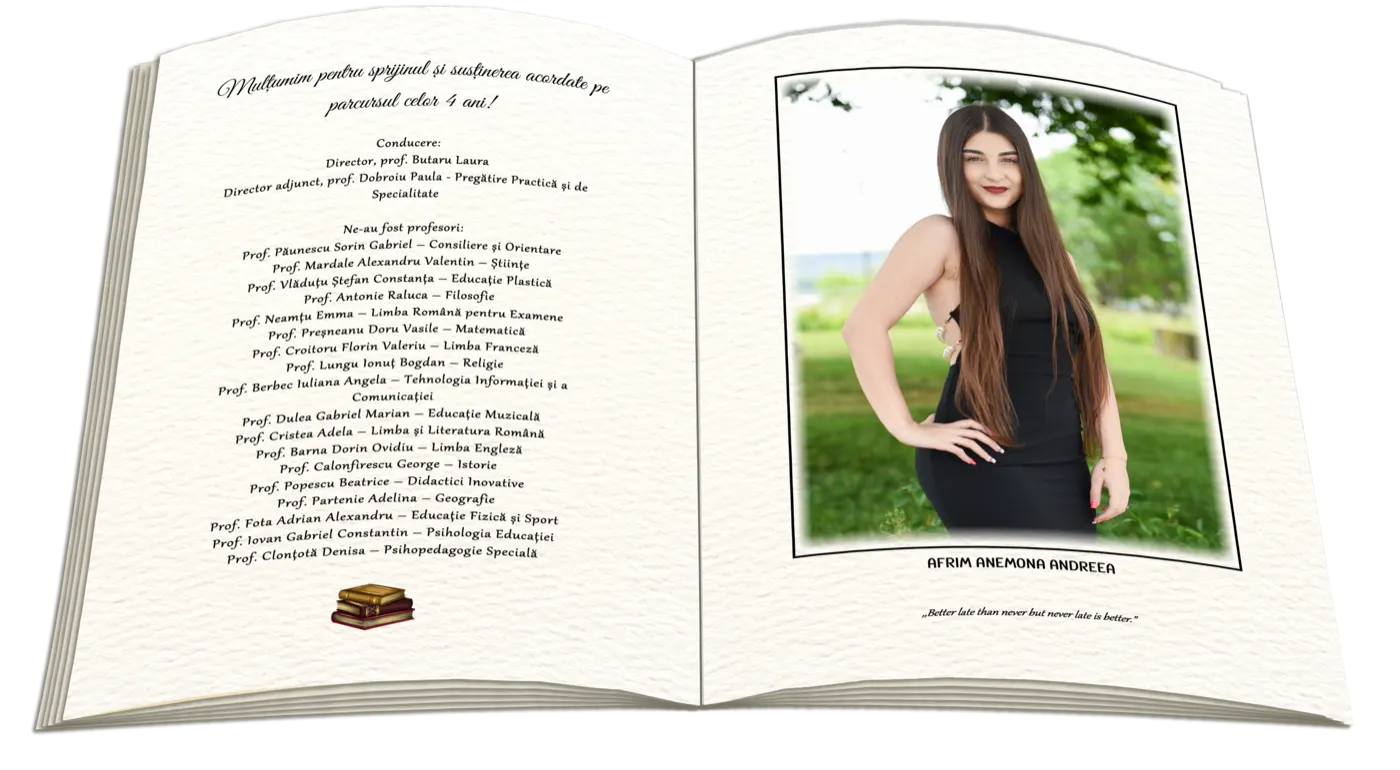 Mulțumim pentru sprijinul și susținerea acordate pe
parcursul celor 4 ani!
Conducere:
Director, prof. Butaru Laura
Director adjunct, prof. Dobroiu Paula - Pregătire Practică și de
Specialitate
Ne-au fost profesori:
Prof. Păunescu Sorin Gabriel – Consiliere și Orientare
Prof. Mardale Alexandru Valentin – Științe
Prof. Vlăduțu Ștefan Constanța – Educație Plastică
Prof. Antonie Raluca – Filosofie
Prof. Neamțu Emma – Limba Română pentru Examene
Prof. Preșneanu Doru Vasile – Matematică
Prof. Croitoru Florin Valeriu – Limba Franceză
Prof. Lungu Ionuț Bogdan – Religie
Prof. Berbec Iuliana Angela – Tehnologia Informației și a
Comunicației
Prof. Dulea Gabriel Marian – Educație Muzicală
Prof. Cristea Adela – Limba și Literatura Română
Prof. Barna Dorin Ovidiu – Limba Engleză
Prof. Calonfirescu George – Istorie
Prof. Popescu Beatrice – Didactici Inovative
Prof. Partenie Adelina – Geografie
Prof. Fota Adrian Alexandru – Educație Fizică și Sport
Prof. Iovan Gabriel Constantin – Psihologia Educației
Prof. Clonțotă Denisa – Psihopedagogie Specială
AFRIM ANEMONA ANDREEA
„Better late than never but never late is better.”